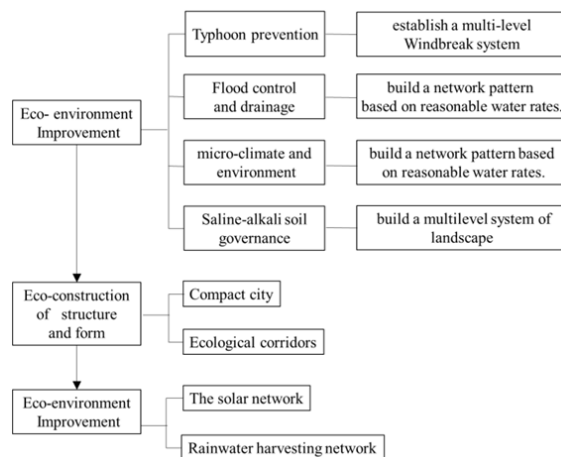 Typhoon prevention
establish a multi-level
Windbreak system
Flood control
and drainage
build a network pattern
based on reasonable water rates.
Eco- environment
Improvement
micro-climate and
environment
build a network pattern based
on reasonable water rates.
Saline-alkali soil
governance
build a multilevel system of
landscape
Eco-construction
of structure
and form
Compact city
Ecological corridors
Eco-environment
Improvement
The solar network
Rainwater harvesting network